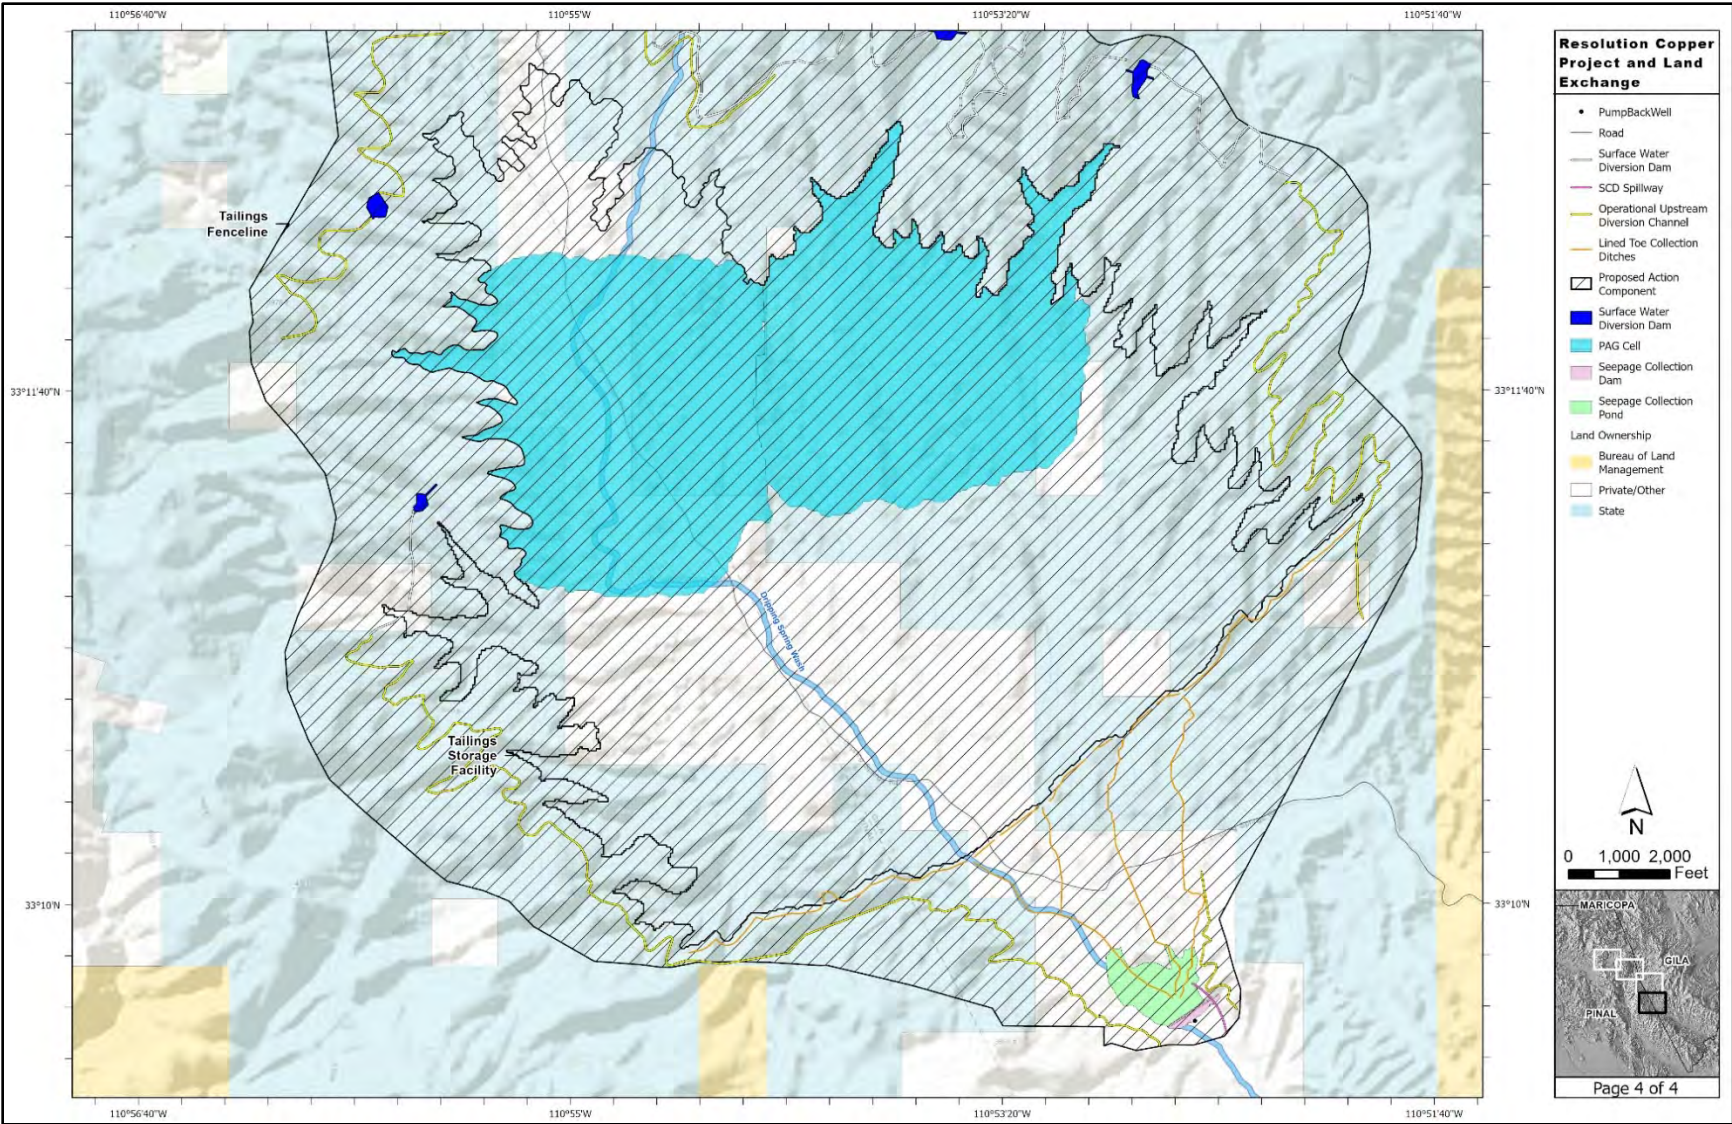 110°56'40"W
110°55'W
110°53'20"W
110°51'40"W
Tailings
Fenceline
33°11'40"N
33°11'40"N
Dripping Spring Wash
Tailings
Storage
Facility
33°10'N
33°10'N
110°56'40"W
110°55'W
110°53'20"W
110°51'40"W
Resolution Copper
Project and Land
Exchange
PumpBackWell
Road
Surface Water
Diversion Dam
SCD Spillway
Operational Upstream
Diversion Channel
Lined Toe Collection
Ditches
Proposed Action
Component
Surface Water
Diversion Dam
PAG Cell
Seepage Collection
Dam
Seepage Collection
Pond
Land Ownership
Bureau of Land
Management
Private/Other
State
N
0 1,000 2,000
Feet
MARICOPA
GILA
PINAL
Page 4 of 4